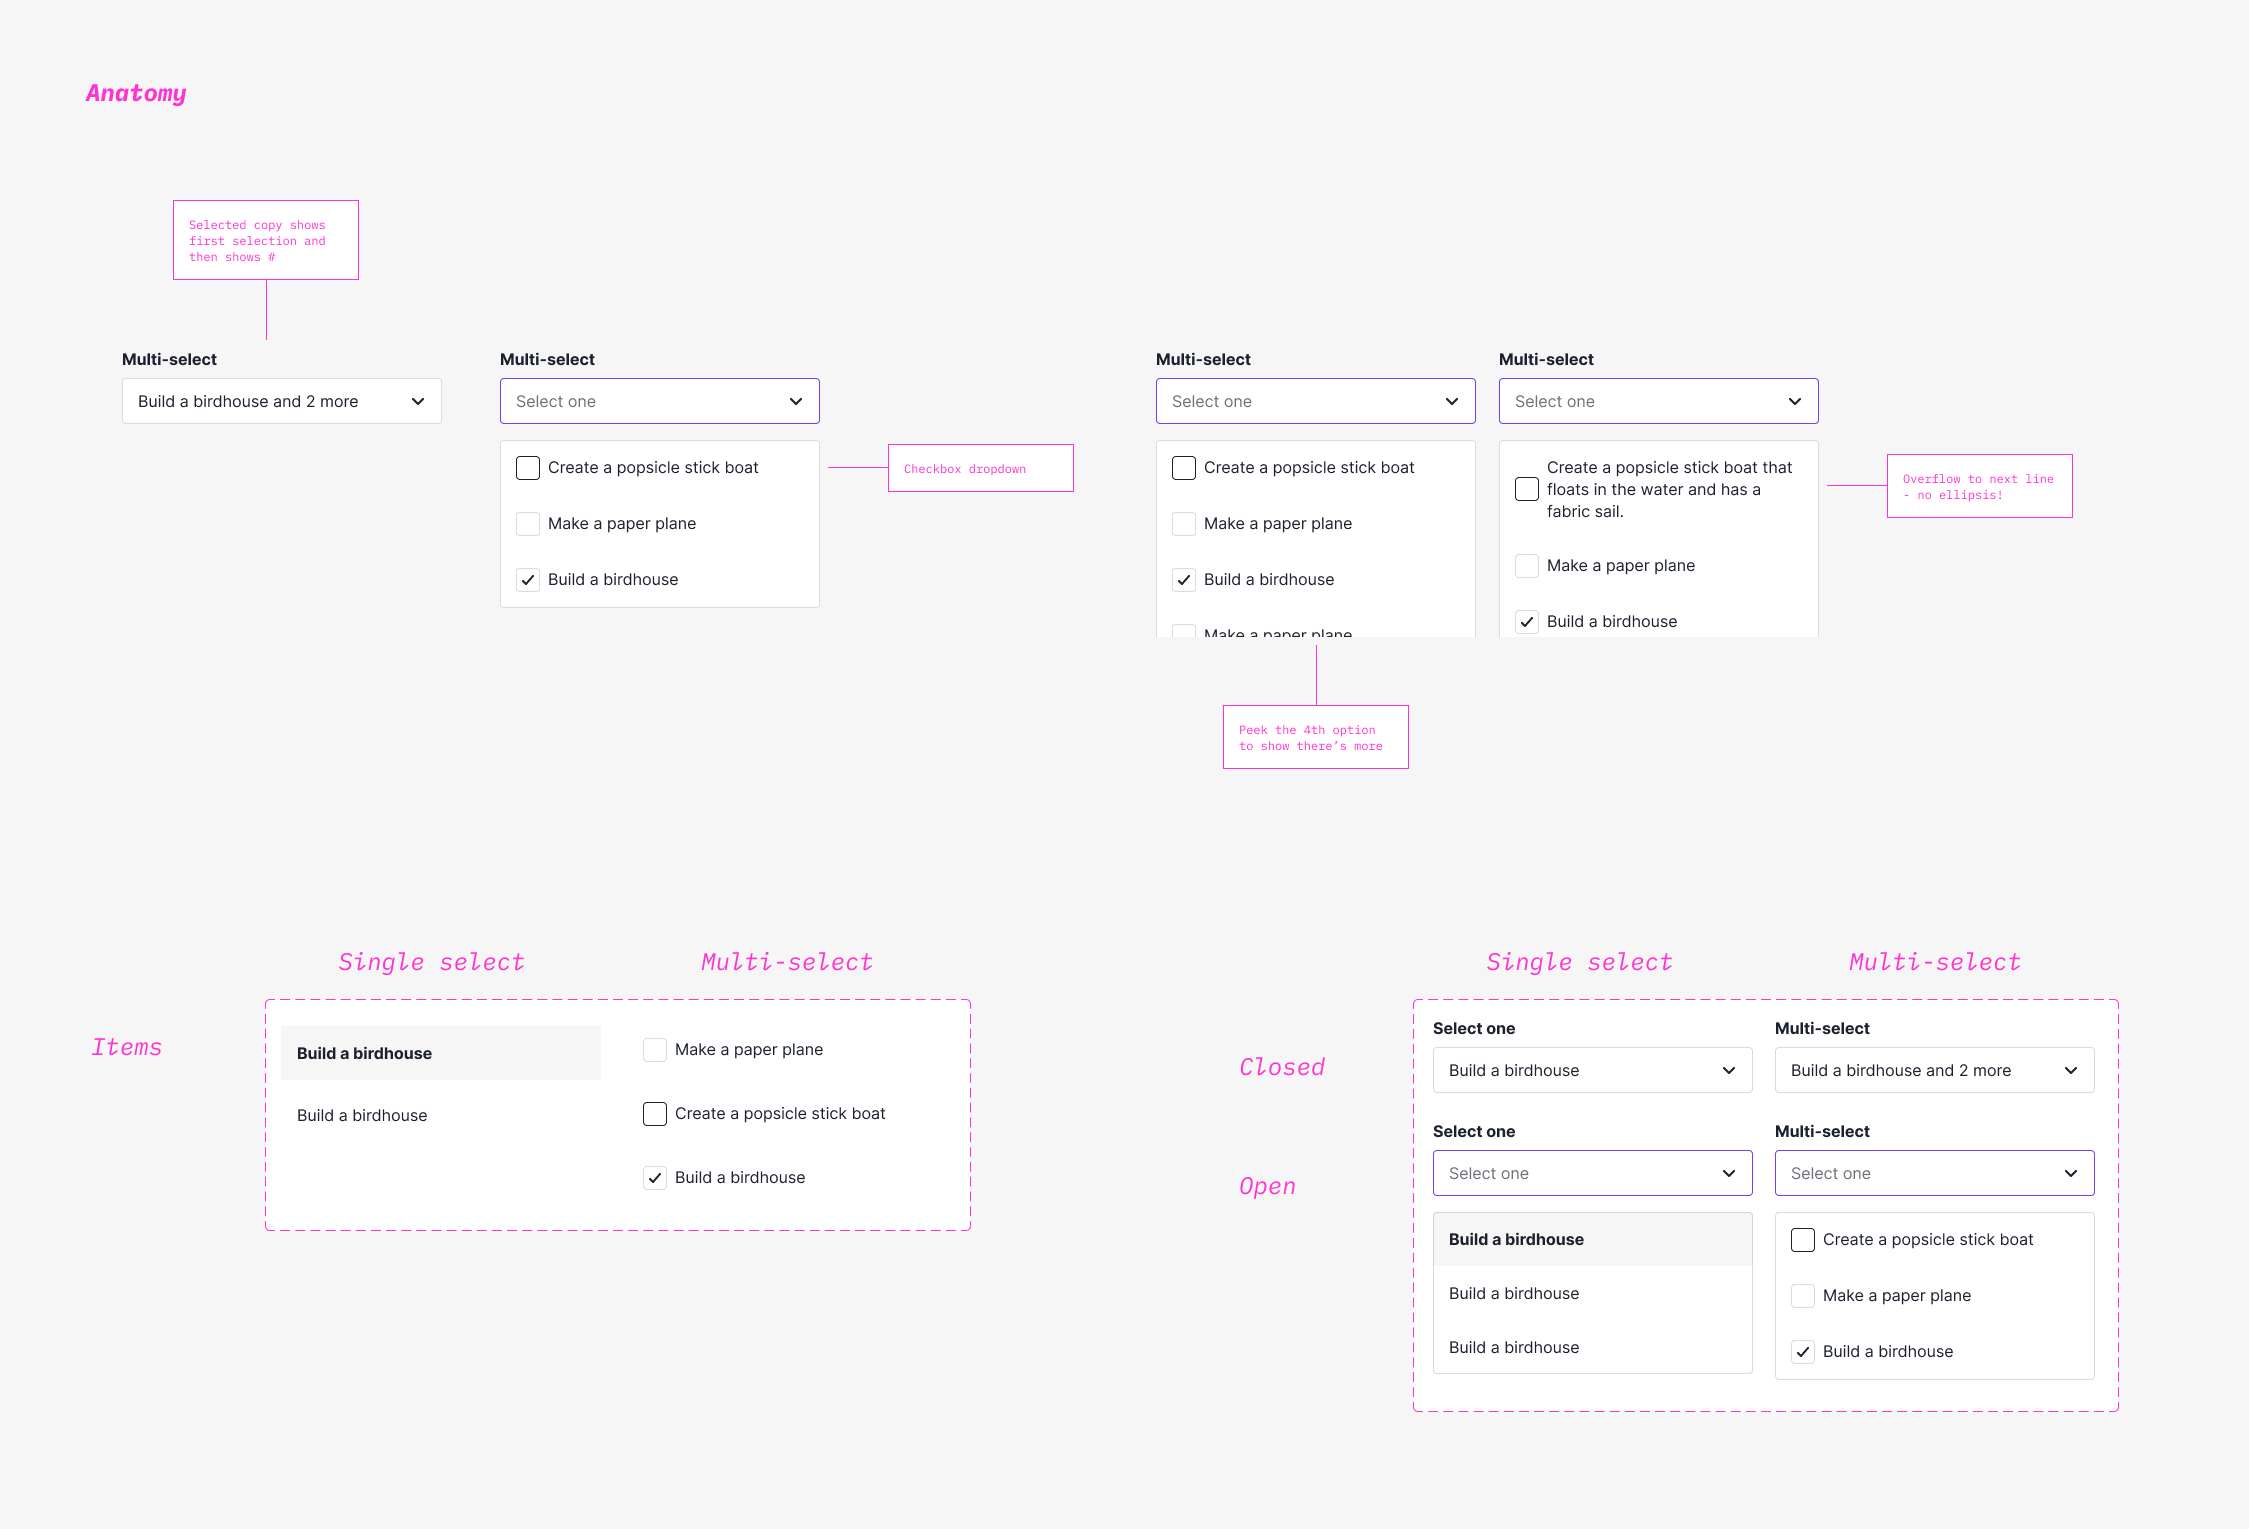 Anatomy
Selected copy shows
first selection and
then shows #
Multi-select
Build a birdhouse and 2 more
Multi-select
Select one
Create a popsicle stick boat
Make a paper plane
Build a birdhouse
Checkbox dropdown
Multi-select
Select one
Create a popsicle stick boat
Make a paper plane
Build a birdhouse
Make a paper plane
Peek the 4th option
to show there’s more
Multi-select
Select one
Create a popsicle stick boat that
floats in the water and has a
fabric sail.
Make a paper plane
Build a birdhouse
Overflow to next line
- no ellipsis!
Single select
Multi-select
Items
Build a birdhouse
Build a birdhouse
Make a paper plane
Create a popsicle stick boat
Build a birdhouse
Single select
Multi-select
Closed
Select one
Build a birdhouse
Multi-select
Build a birdhouse and 2 more
Open
Select one
Select one
Build a birdhouse
Build a birdhouse
Build a birdhouse
Multi-select
Select one
Create a popsicle stick boat
Make a paper plane
Build a birdhouse